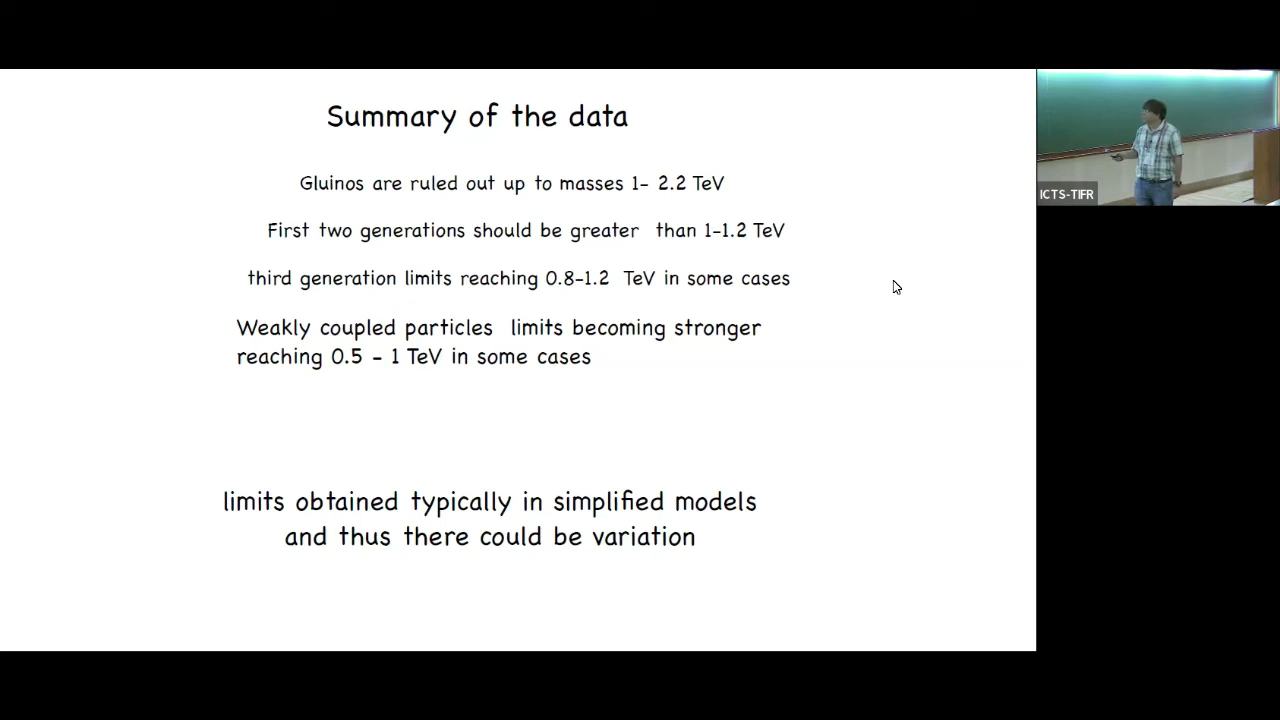 Summary of the data
Gluinos are ruled out up to masses 1- 2.2 TeV
First two generations should be greater than 1-1.2 TeV
third generation limits reaching 0.8-1.2 TeV in some cases
Weakly coupled particles limits becoming stronger
reaching 0.5 - 1 TeV in some cases
limits obtained typically in simplified models
and thus there could be variation
ICTS-TIFR